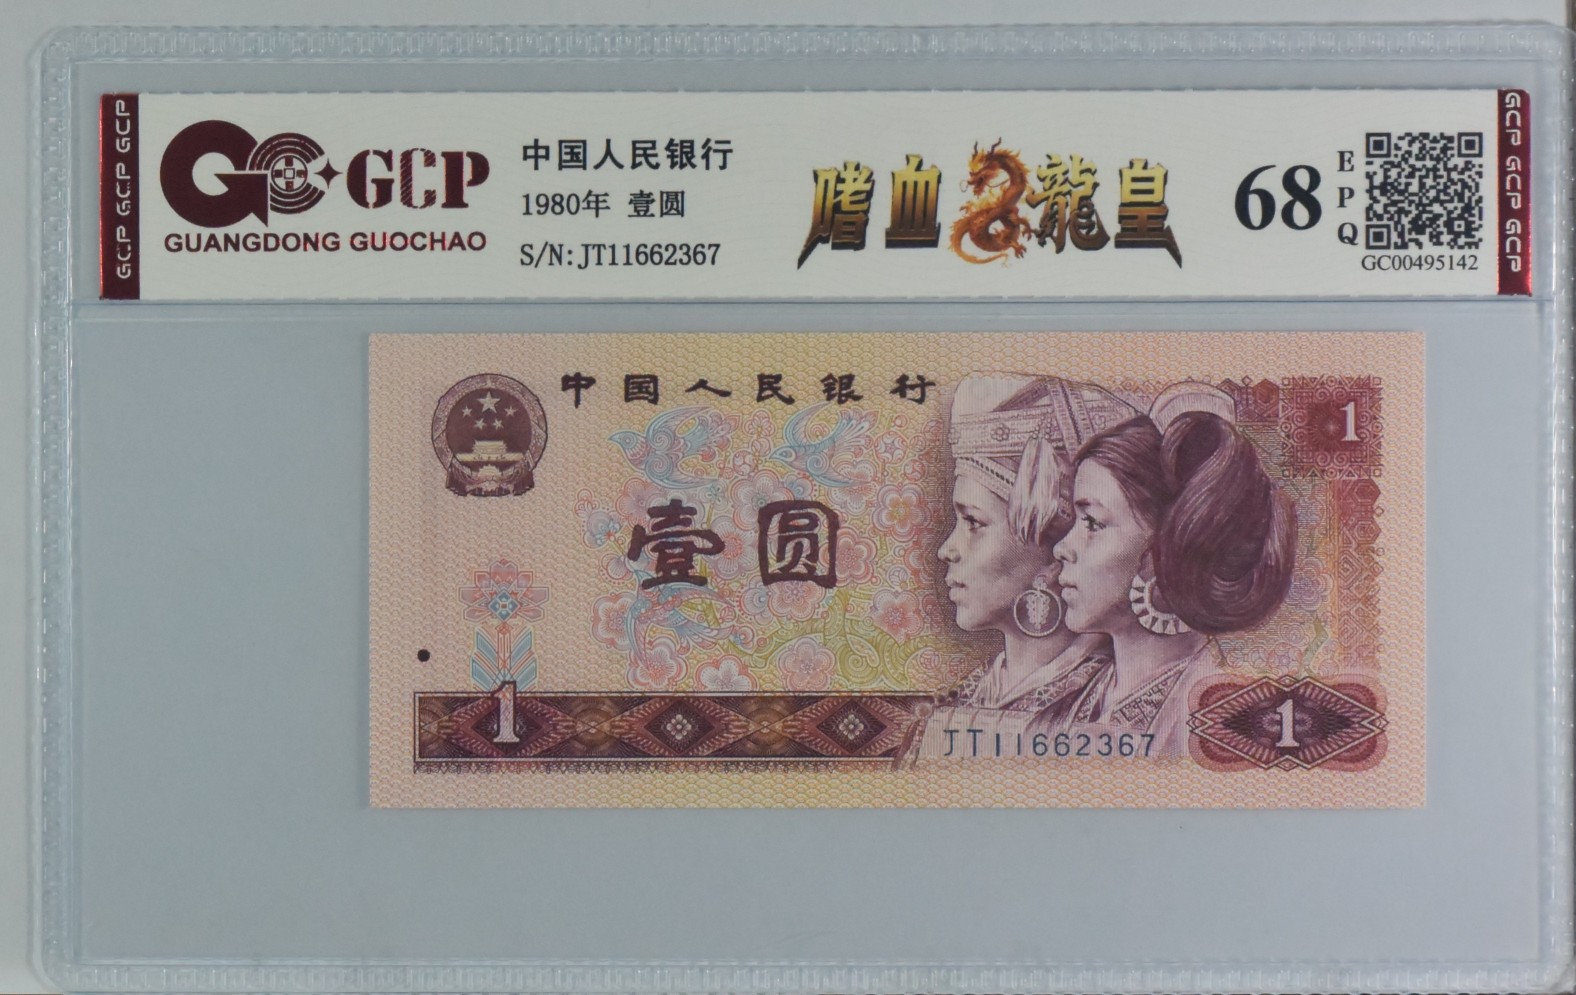 GCP GCP GCP
GCP
GUANGDONG GUOCHAO
中国人民银行
1980年 壹圆
S/N:JT11662367
嗜血龍皇
68
EPQ
GC00495142
GCP GCP GCP
中国人民银行
1
壹圆
1
JT11662367
1